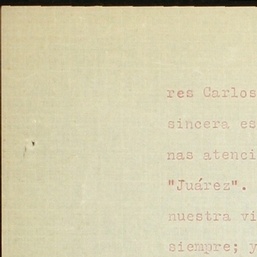 res Carlos
sincera es
nas atenci
"Juárez".
nuestra vi
siempre; y